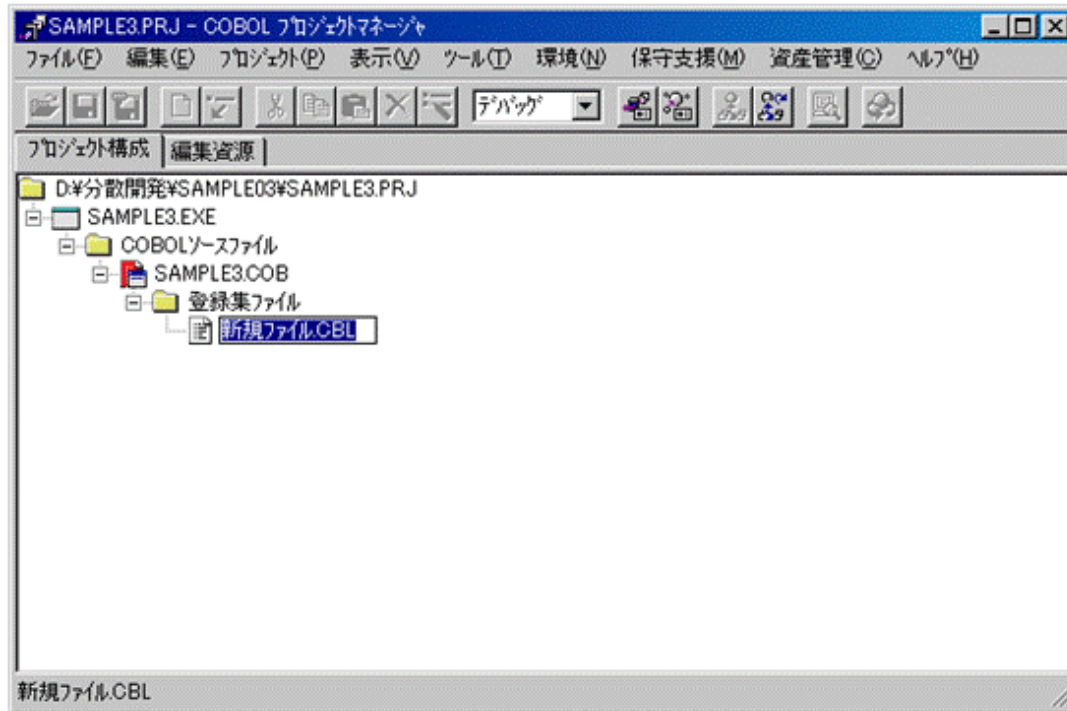 SAMPLE3.PRJ - COBOL ﾌﾟﾛｼﾞｪｸﾄﾏﾈｰｼﾞｬ
ﾌｧｲﾙ(F) 編集(E) ﾌﾟﾛｼﾞｪｸﾄ(P) 表示(V) ﾂｰﾙ(T) 環境(N) 保守支援(M) 資産管理(C) ﾍﾙﾌﾟ(H)
ﾃﾞﾊﾞｯｸﾞ
ﾌﾟﾛｼﾞｪｸﾄ構成 編集資源
D:¥分散開発¥SAMPLE03¥SAMPLE3.PRJ
SAMPLE3.EXE
COBOLｿｰｽﾌｧｲﾙ
SAMPLE3.COB
登録集ﾌｧｲﾙ
新規ﾌｧｲﾙ.CBL
新規ﾌｧｲﾙ.CBL